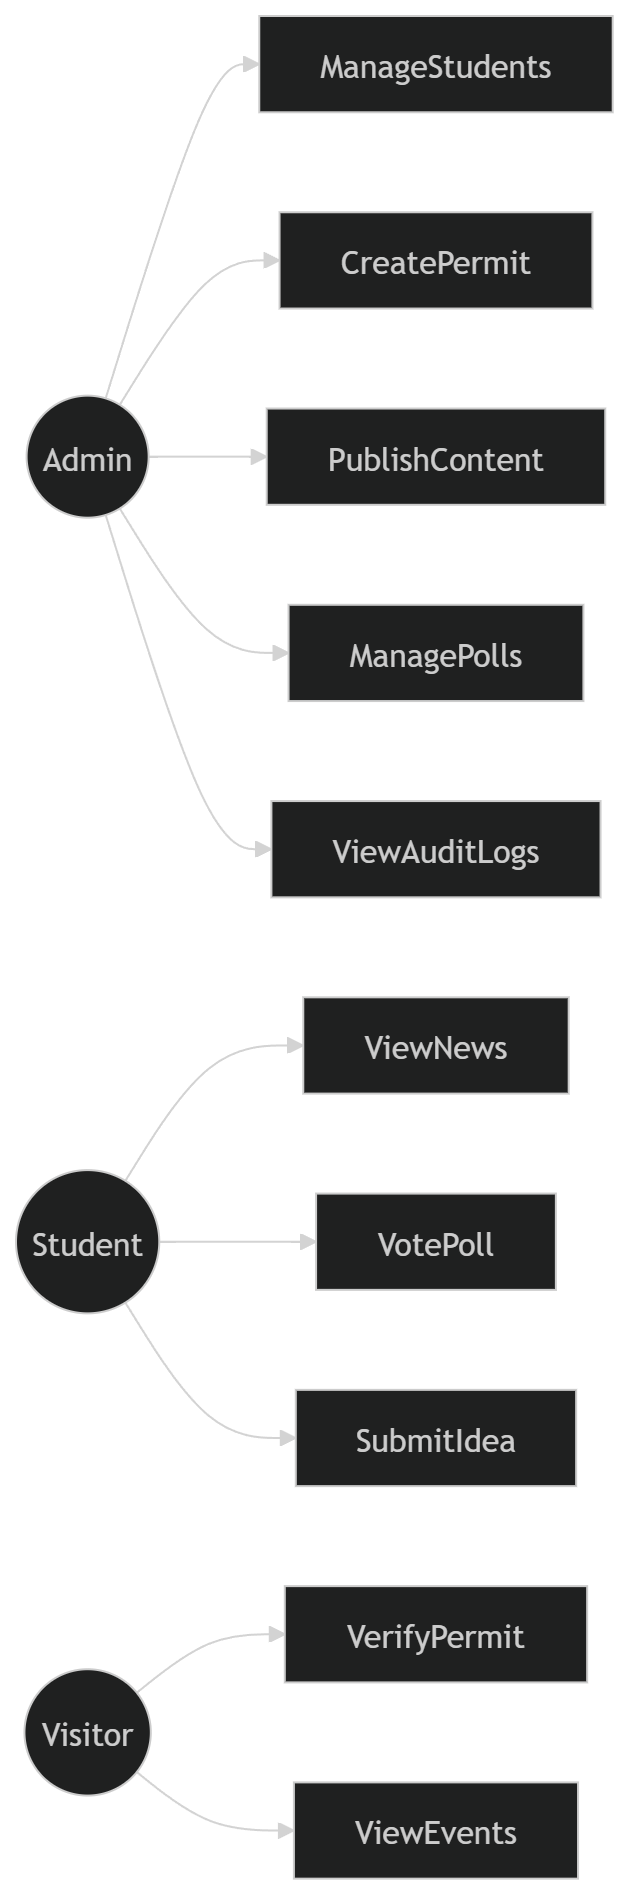 ManageStudents
CreatePermit
Admin
PublishContent
ManagePolls
ViewAuditLogs
ViewNews
Student
VotePoll
SubmitIdea
VerifyPermit
Visitor
ViewEvents